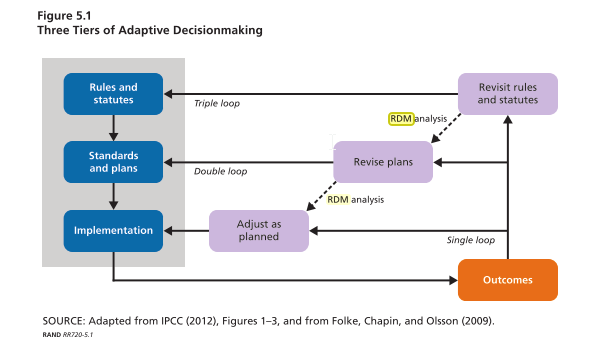 Figure 5.1
Three Tiers of Adaptive Decisionmaking
Rules and
statutes
Triple loop
Revisit rules
and statutes
RDM analysis
Standards
and plans
Double loop
Revise plans
RDM analysis
Implementation
Adjust as
planned
Single loop
Outcomes
SOURCE: Adapted from IPCC (2012), Figures 1–3, and from Folke, Chapin, and Olsson (2009).
RAND RR720-5.1